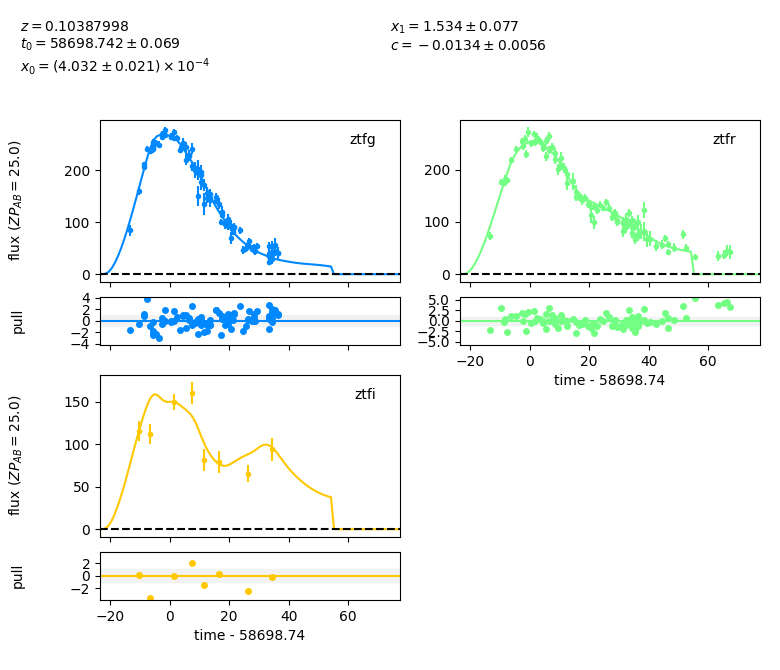 z = 0.10387998
t₀ = 58698.742 ± 0.069
x₀ = (4.032 ± 0.021) × 10⁻⁴
x₁ = 1.534 ± 0.077
c = −0.0134 ± 0.0056
flux (ZP_AB = 25.0)
ztfg
200
100
0
ztfr
200
100
0
pull
4
2
0
−2
−4
5.0
2.5
0.0
−2.5
−5.0
−20 0 20 40 60
time - 58698.74
flux (ZP_AB = 25.0)
ztfi
150
100
50
0
pull
2
0
−2
−20 0 20 40 60
time - 58698.74